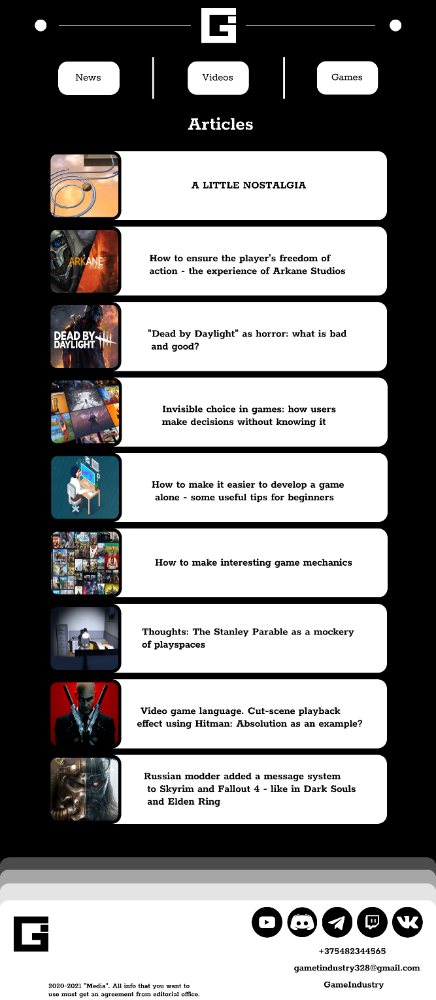 News
Videos
Games
Articles
A LITTLE NOSTALGIA
ARKANE
STUDIOS
How to ensure the player's freedom of
action - the experience of Arkane Studios
DEAD BY
DAYLIGHT
"Dead by Daylight" as horror: what is bad
and good?
Invisible choice in games: how users
make decisions without knowing it
How to make it easier to develop a game
alone - some useful tips for beginners
How to make interesting game mechanics
Thoughts: The Stanley Parable as a mockery
of playspaces
Video game language. Cut-scene playback
effect using Hitman: Absolution as an example?
Russian modder added a message system
to Skyrim and Fallout 4 - like in Dark Souls
and Elden Ring
+375482344565
gametindustry328@gmail.com
GameIndustry
2020-2021 "Media". All info that you want to
use must get an agreement from editorial office.